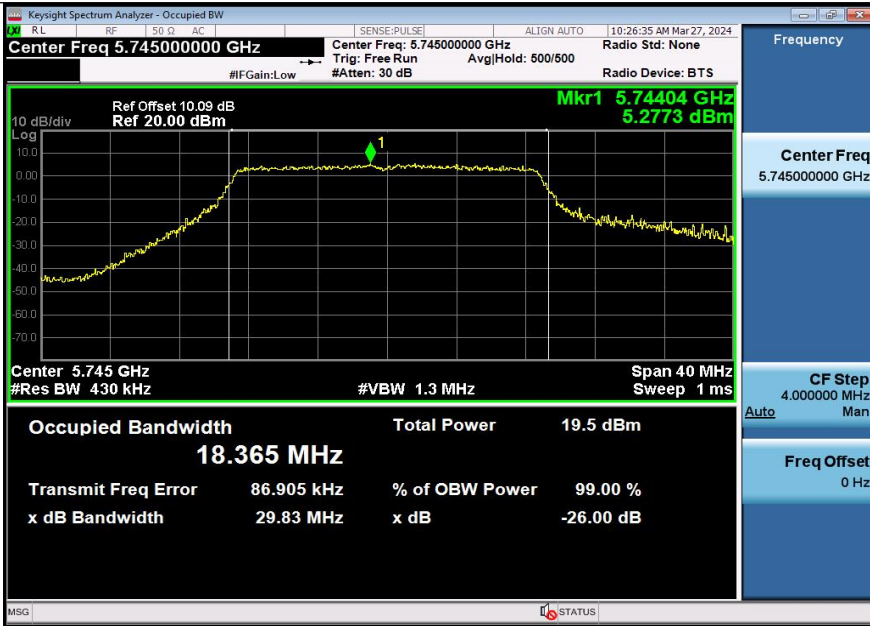 Keysight Spectrum Analyzer - Occupied BW
LXI RL RF 50 Ω AC SENSE:PULSE ALIGN AUTO 10:26:35 AM Mar 27, 2024
Center Freq 5.745000000 GHz
Center Freq: 5.745000000 GHz
Radio Std: None
Trig: Free Run Avg|Hold: 500/500
#IFGain:Low #Atten: 30 dB Radio Device: BTS
Ref Offset 10.09 dB
Mkr1 5.74404 GHz
10 dB/div Ref 20.00 dBm
5.2773 dBm
Log
1
10.0
0.00
-10.0
-20.0
-30.0
-40.0
-50.0
-60.0
-70.0
Center 5.745 GHz Span 40 MHz
#Res BW 430 kHz #VBW 1.3 MHz Sweep 1 ms
Occupied Bandwidth Total Power 19.5 dBm
18.365 MHz
Transmit Freq Error 86.905 kHz % of OBW Power 99.00 %
x dB Bandwidth 29.83 MHz x dB -26.00 dB
MSG STATUS
Frequency
Center Freq
5.745000000 GHz
CF Step
4.000000 MHz
Auto Man
Freq Offset
0 Hz